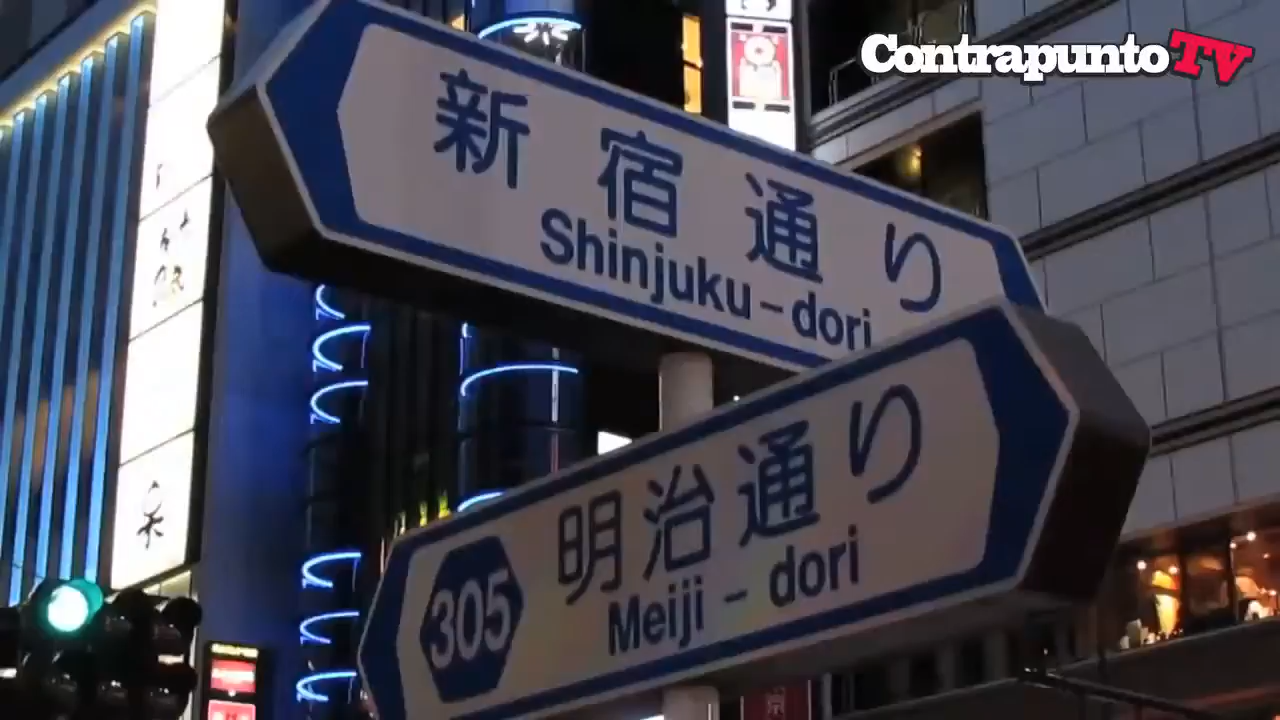 ContrapuntoTV
新宿通り
Shinjuku-dori
明治通り
305
Meiji - dori